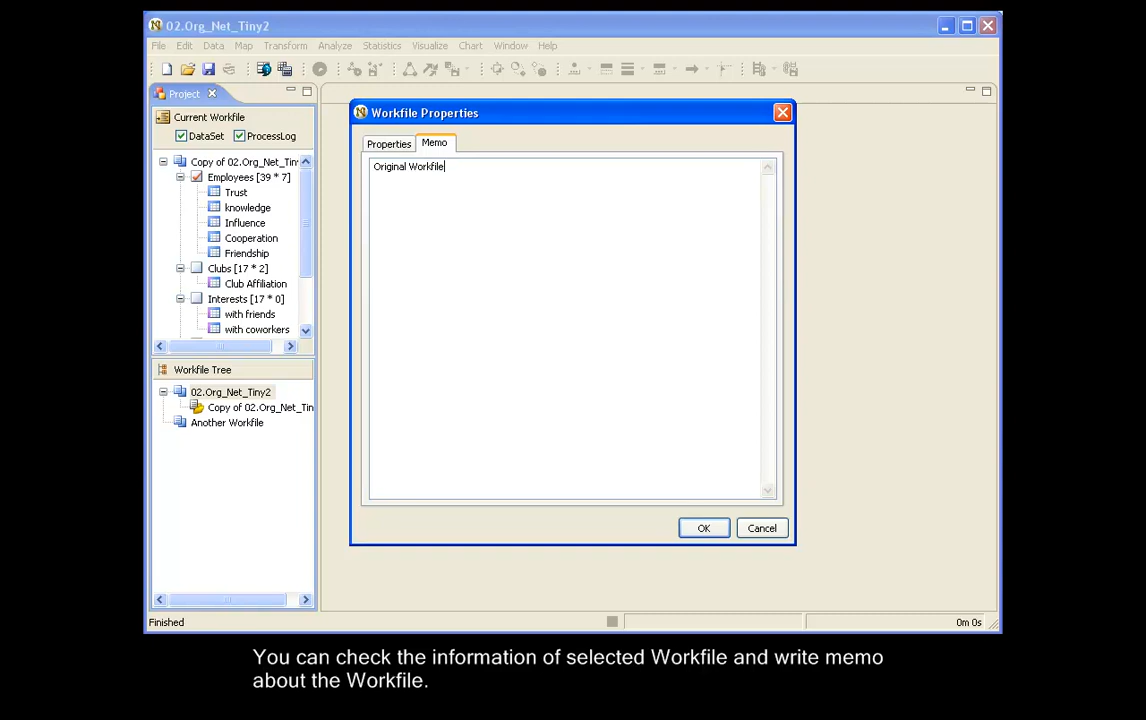 02.Org_Net_Tiny2
File Edit Data Map Transform Analyze Statistics Visualize Chart Window Help
Project
Current Workfile
DataSet ProcessLog
Copy of 02.Org_Net_Tin
Employees [39 * 7]
Trust
knowledge
Influence
Cooperation
Friendship
Clubs [17 * 2]
Club Affiliation
Interests [17 * 0]
with friends
with coworkers
Workfile Tree
02.Org_Net_Tiny2
Copy of 02.Org_Net_Tin
Another Workfile
Workfile Properties
Properties Memo
Original Workfile
OK Cancel
Finished 0m 0s
You can check the information of selected Workfile and write memo
about the Workfile.